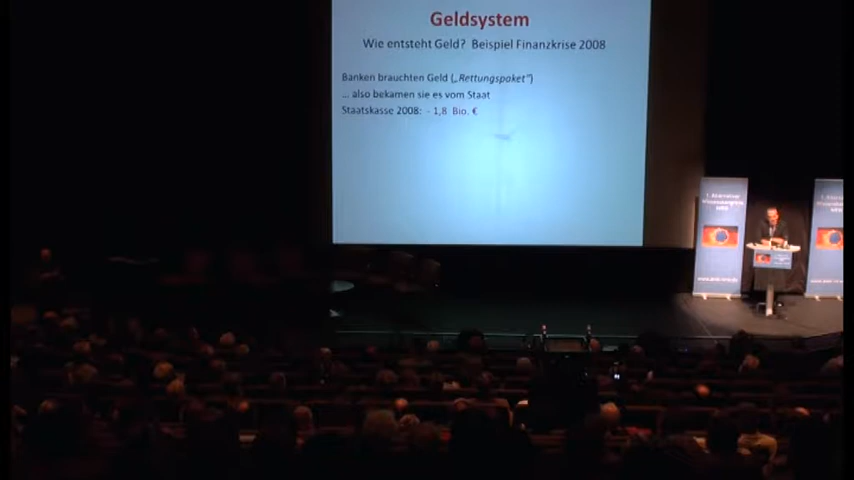 Geldsystem
Wie entsteht Geld? Beispiel Finanzkrise 2008
Banken brauchten Geld („Rettungspaket")
... also bekamen sie es vom Staat
Staatskasse 2008: - 1,8 Bio. €